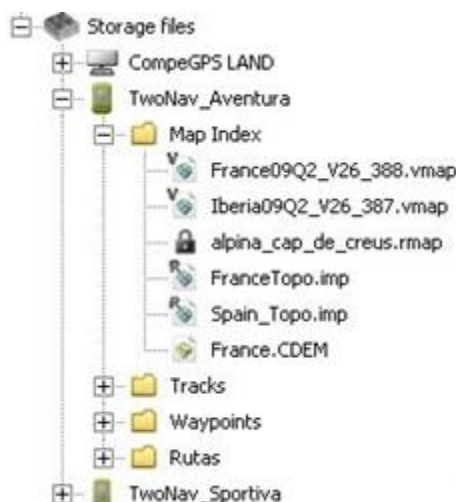 Storage files
CompeGPS LAND
TwoNav_Aventura
Map Index
V France09Q2_V26_388.vmap
V Iberia09Q2_V26_387.vmap
alpina_cap_de_creus.rmap
R FranceTopo.imp
R Spain_Topo.imp
France.CDEM
Tracks
Waypoints
Rutas
TwoNav_Sportiva